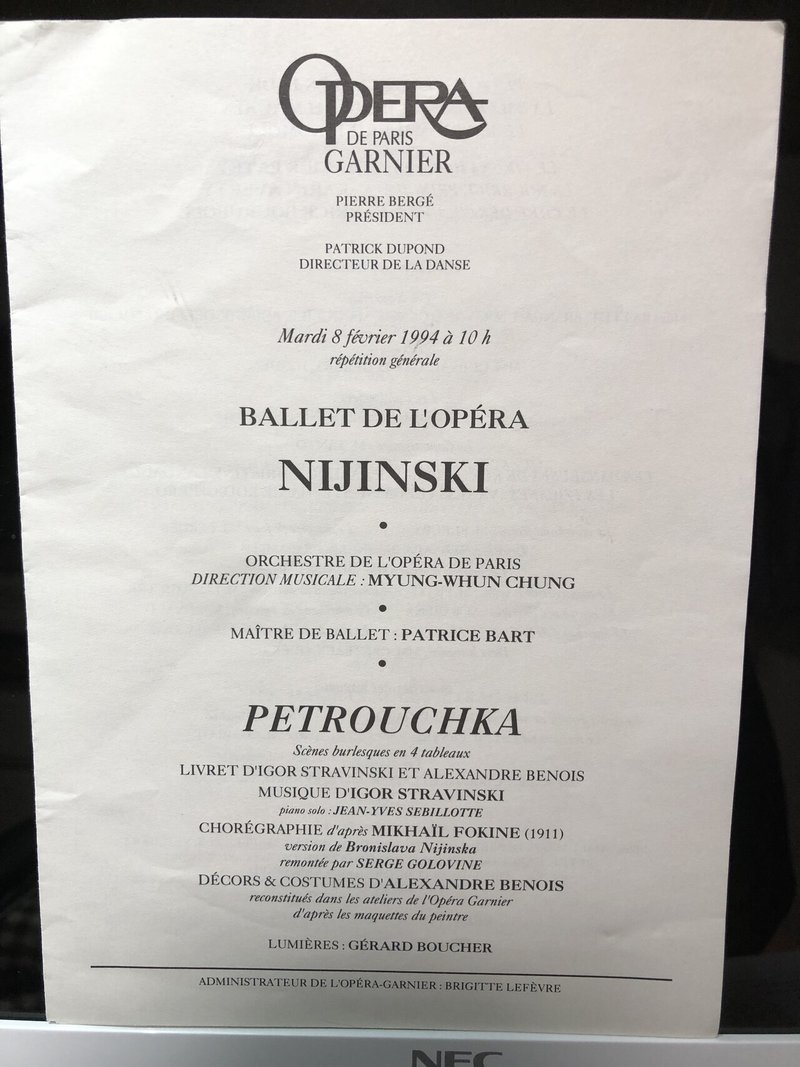 OPERA
DE PARIS
GARNIER
PIERRE BERGÉ
PRÉSIDENT
PATRICK DUPOND
DIRECTEUR DE LA DANSE
Mardi 8 février 1994 à 10 h
répétition générale
BALLET DE L'OPÉRA
NIJINSKI
•
ORCHESTRE DE L'OPÉRA DE PARIS
DIRECTION MUSICALE : MYUNG-WHUN CHUNG
•
MAÎTRE DE BALLET : PATRICE BART
•
PETROUCHKA
Scènes burlesques en 4 tableaux
LIVRET D'IGOR STRAVINSKI ET ALEXANDRE BENOIS
MUSIQUE D'IGOR STRAVINSKI
piano solo : JEAN-YVES SEBILLOTTE
CHORÉGRAPHIE d'après MIKHAÏL FOKINE (1911)
version de Bronislava Nijinska
remontée par SERGE GOLOVINE
DÉCORS & COSTUMES D'ALEXANDRE BENOIS
reconstitués dans les ateliers de l'Opéra Garnier
d'après les maquettes du peintre
LUMIÈRES : GÉRARD BOUCHER
ADMINISTRATEUR DE L'OPÉRA-GARNIER : BRIGITTE LEFÈVRE
NEC